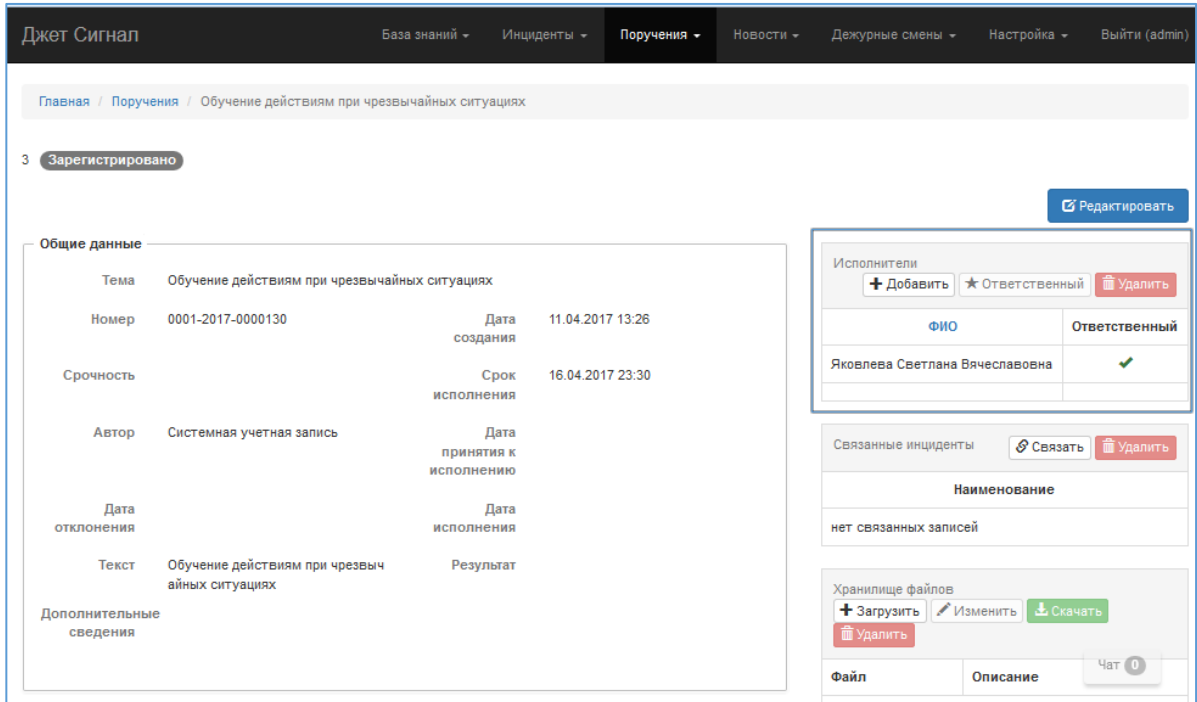 Джет Сигнал
База знаний
Инциденты
Поручения
Новости
Дежурные смены
Настройка
Выйти (admin)
Главная / Поручения / Обучение действиям при чрезвычайных ситуациях
3 Зарегистрировано
Редактировать
Общие данные
Тема Обучение действиям при чрезвычайных ситуациях
Номер 0001-2017-0000130
Дата
создания
11.04.2017 13:26
Срочность
Срок
исполнения
16.04.2017 23:30
Автор Системная учетная запись
Дата
принятия к
исполнению
Дата
отклонения
Дата
исполнения
Текст
Обучение действиям при чрезвыч
айных ситуациях
Результат
Дополнительные
сведения
Исполнители
Добавить Ответственный Удалить
ФИО Ответственный
Яковлева Светлана Вячеславовна
Связанные инциденты Связать Удалить
Наименование
нет связанных записей
Хранилище файлов
Загрузить Изменить Скачать
Удалить
Файл Описание
Чат 0